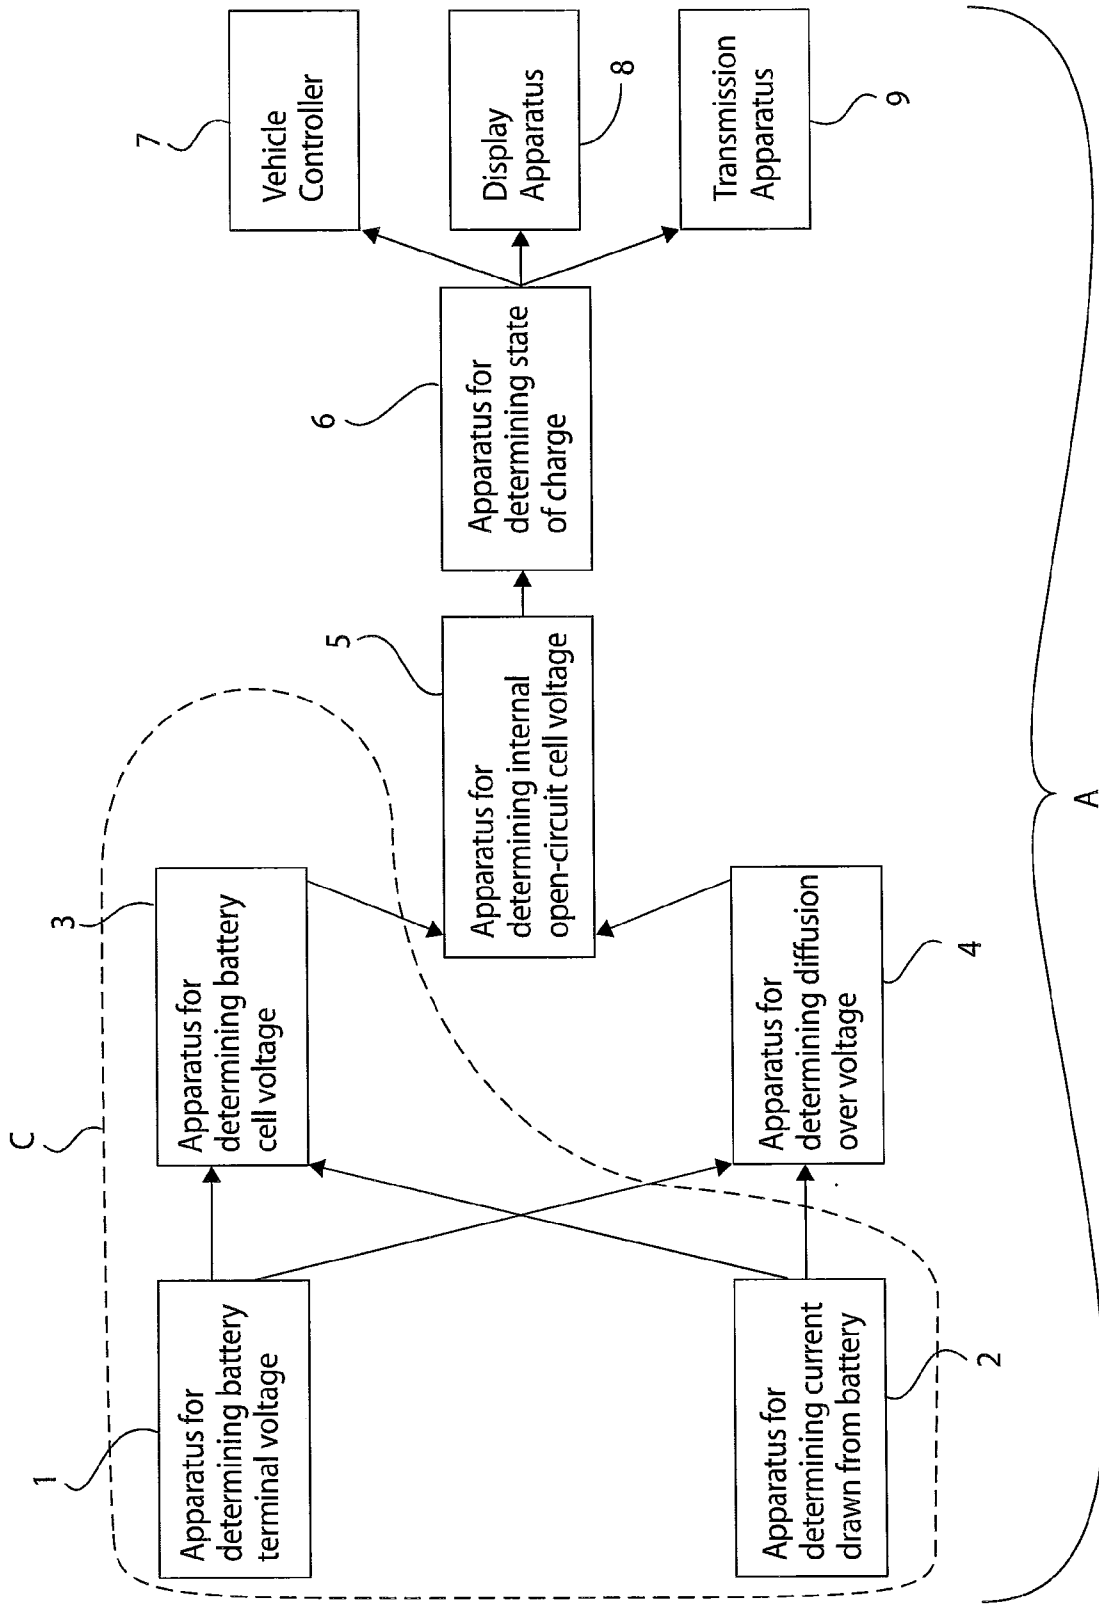 C
1
Apparatus for
determining battery
terminal voltage
3
Apparatus for
determining battery
cell voltage
2
Apparatus for
determining current
drawn from battery
4
Apparatus for
determining diffusion
over voltage
5
Apparatus for
determining internal
open-circuit cell voltage
6
Apparatus for
determining state
of charge
7
Vehicle
Controller
8
Display
Apparatus
9
Transmission
Apparatus
A